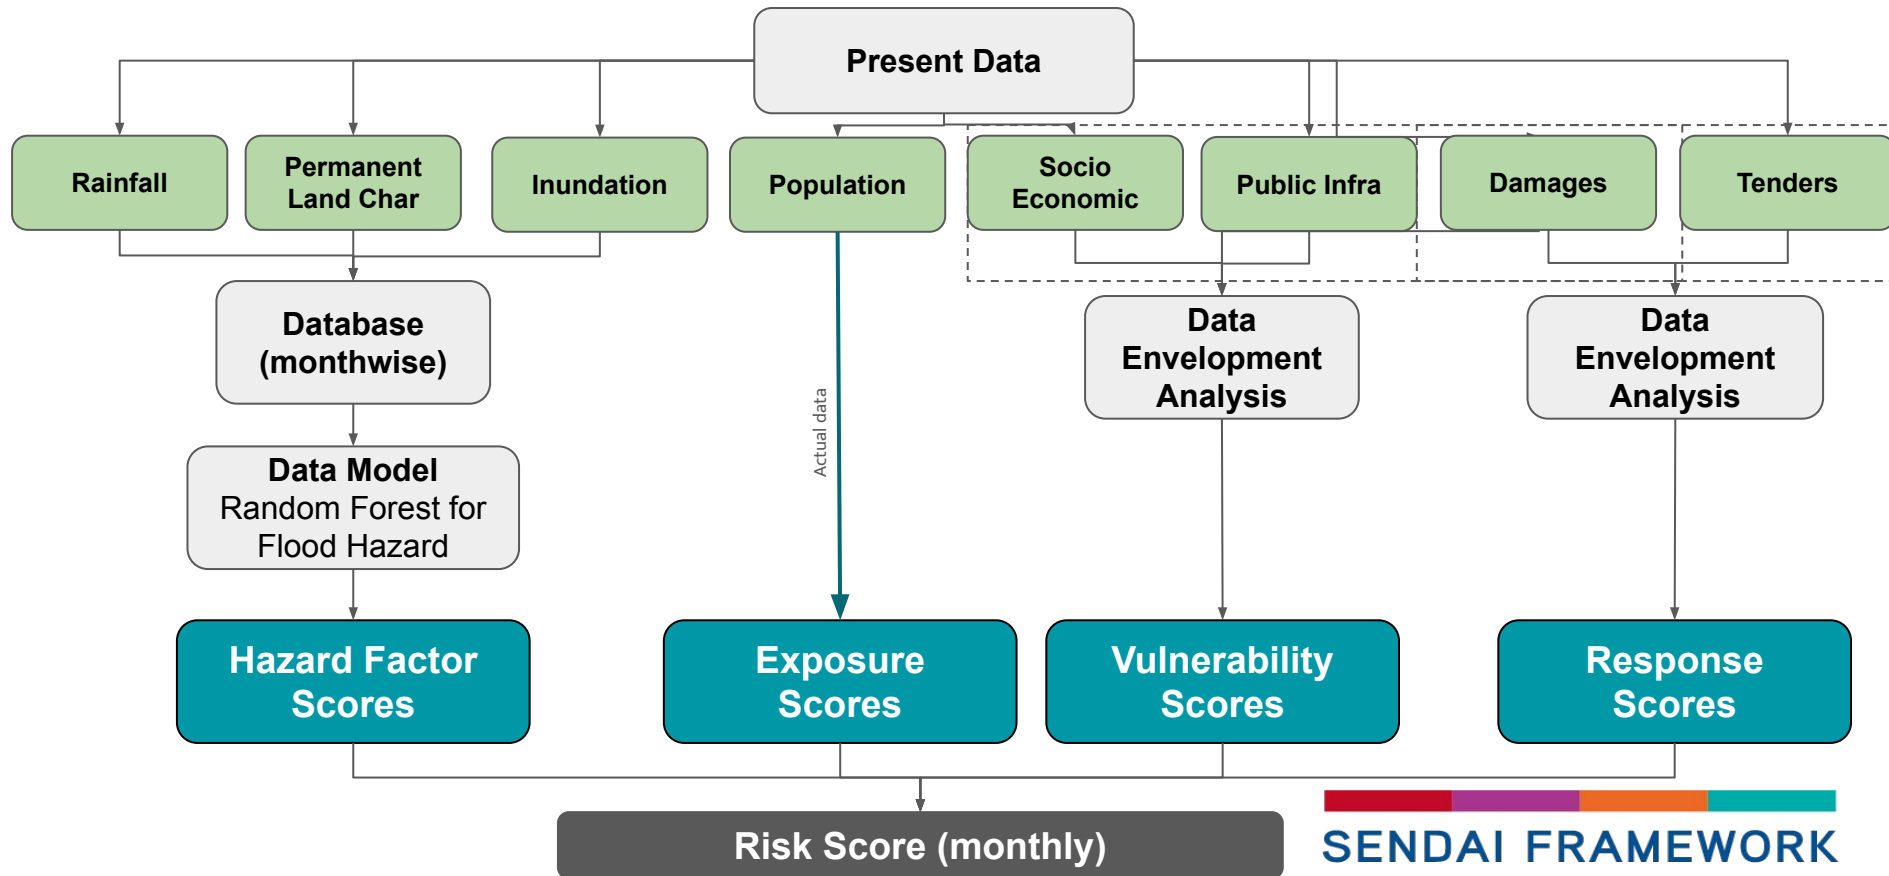 Present Data
Rainfall
Permanent
Land Char
Inundation
Population
Socio
Economic
Public Infra
Damages
Tenders
Database
(monthwise)
Data
Envelopment
Analysis
Data
Envelopment
Analysis
Actual data
Data Model
Random Forest for
Flood Hazard
Hazard Factor
Scores
Exposure
Scores
Vulnerability
Scores
Response
Scores
Risk Score (monthly)
SENDAI FRAMEWORK